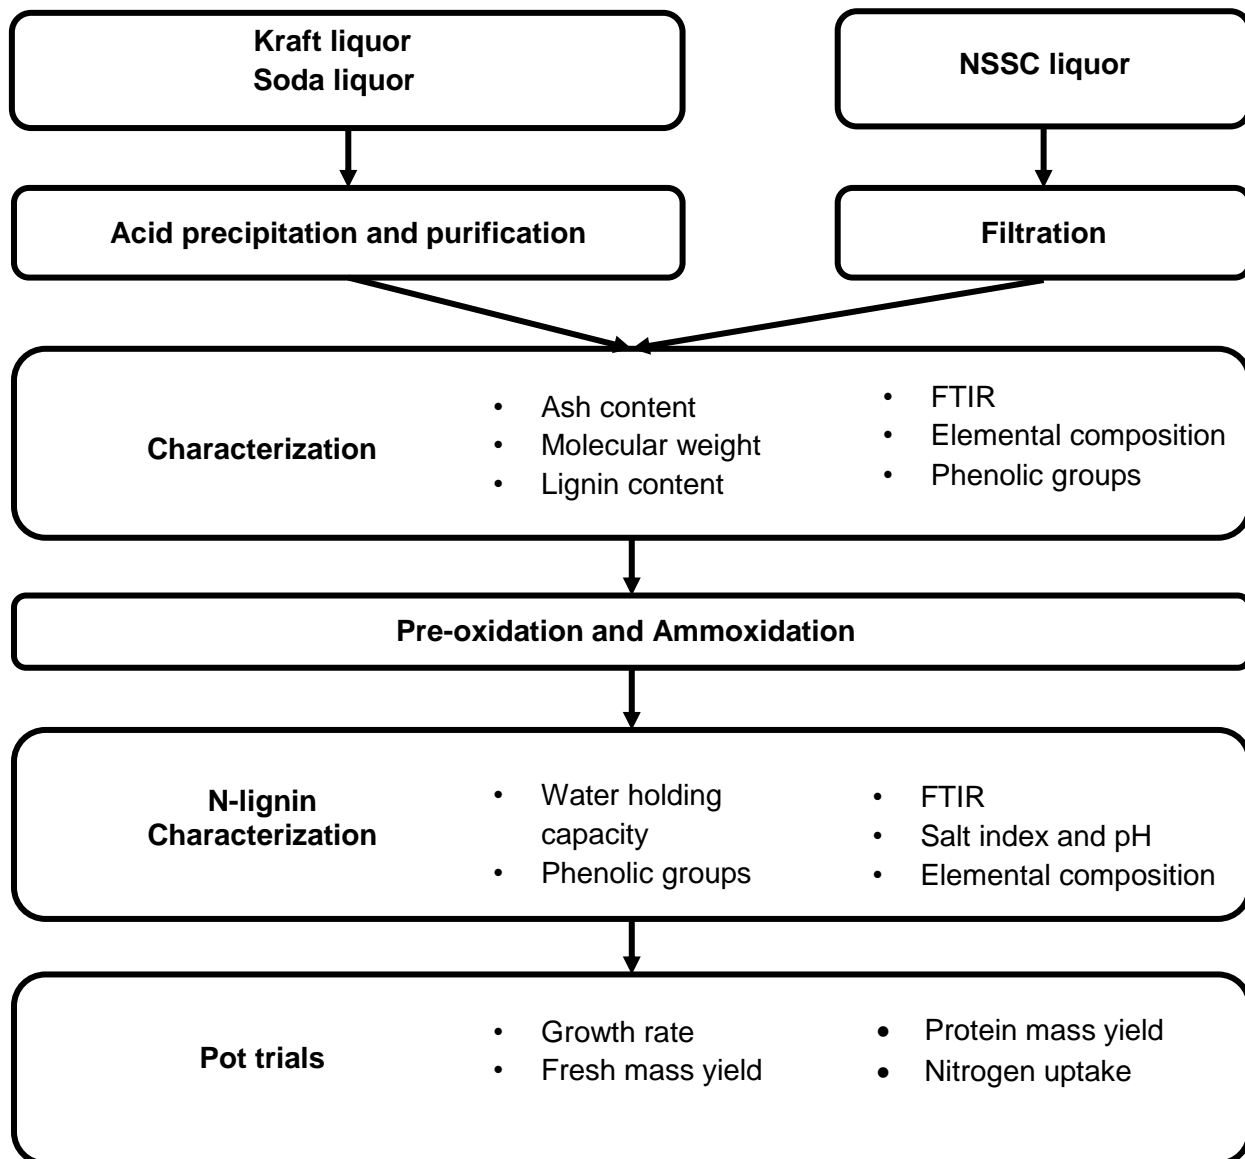 Kraft liquor
Soda liquor
NSSC liquor
Acid precipitation and purification
Filtration
Characterization
• Ash content
• Molecular weight
• Lignin content
• FTIR
• Elemental composition
• Phenolic groups
Pre-oxidation and Ammoxidation
N-lignin
Characterization
• Water holding
capacity
• Phenolic groups
• FTIR
• Salt index and pH
• Elemental composition
Pot trials
• Growth rate
• Fresh mass yield
• Protein mass yield
• Nitrogen uptake